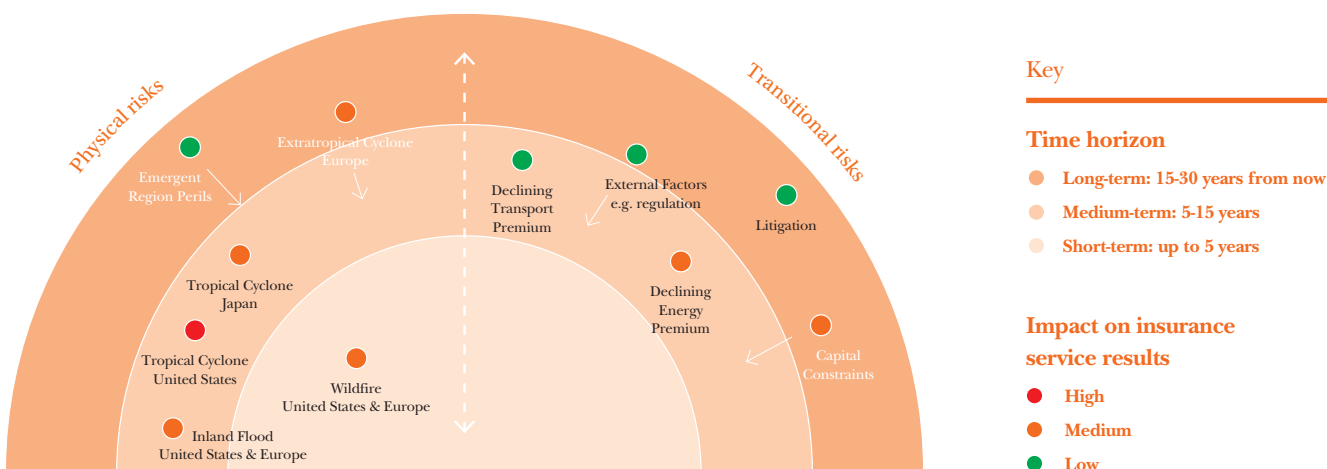 Physical risks
Transitional risks
Extratropical Cyclone
Europe
Emergent
Region Perils
Declining
Transport
Premium
External Factors
e.g. regulation
Litigation
Tropical Cyclone
Japan
Declining
Energy
Premium
Tropical Cyclone
United States
Capital
Constraints
Wildfire
United States & Europe
Inland Flood
United States & Europe
Key
Time horizon
Long-term: 15-30 years from now
Medium-term: 5-15 years
Short-term: up to 5 years
Impact on insurance
service results
High
Medium
Low